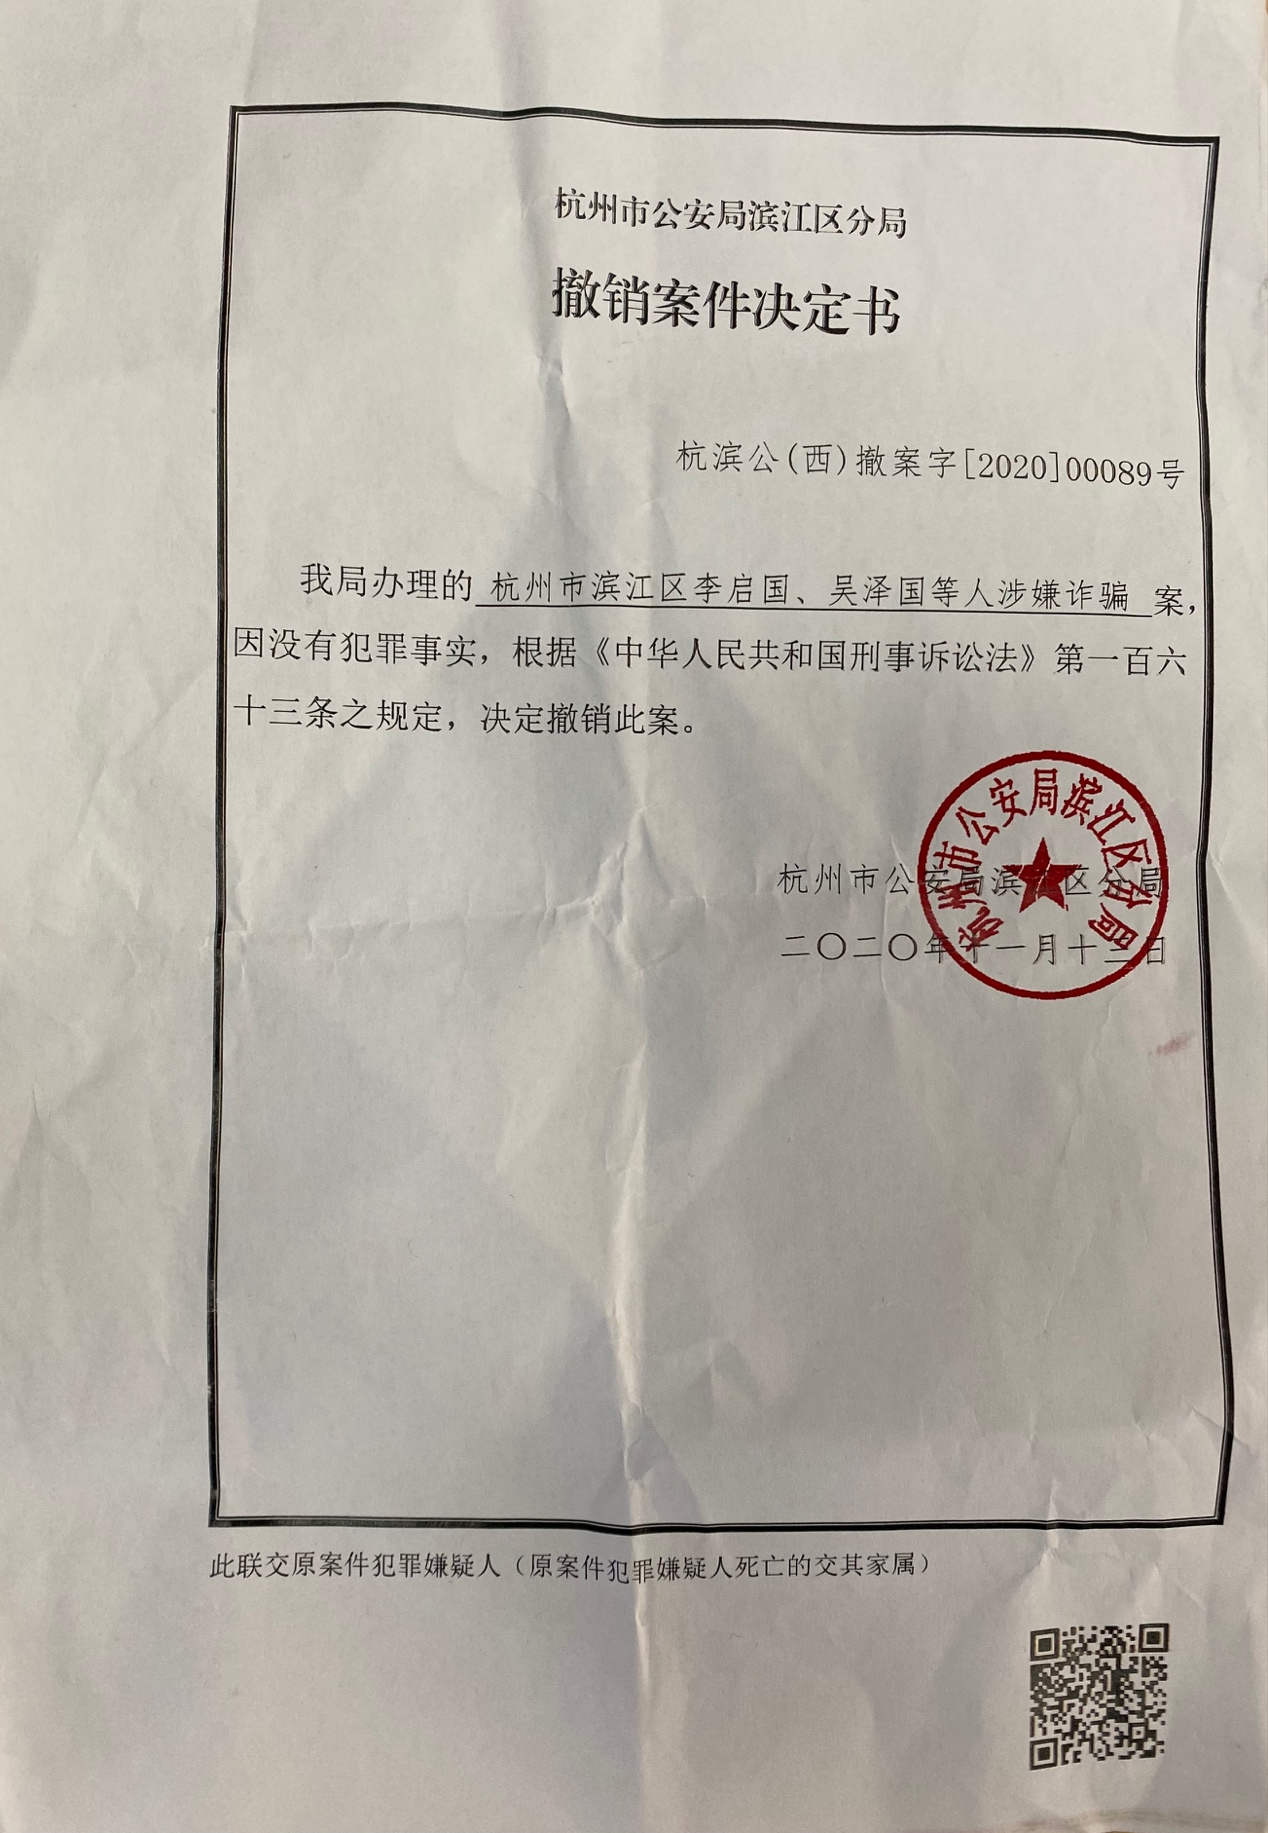 杭州市公安局滨江区分局
撤销案件决定书
杭滨公(西)撤案字[2020]00089号
我局办理的 杭州市滨江区李启国、吴泽国等人涉嫌诈骗 案，
因没有犯罪事实，根据《中华人民共和国刑事诉讼法》第一百六
十三条之规定，决定撤销此案。
杭州市公安局滨江区分局
杭州市公安局滨江区分局
二〇二〇年十一月十三日
此联交原案件犯罪嫌疑人（原案件犯罪嫌疑人死亡的交其家属）